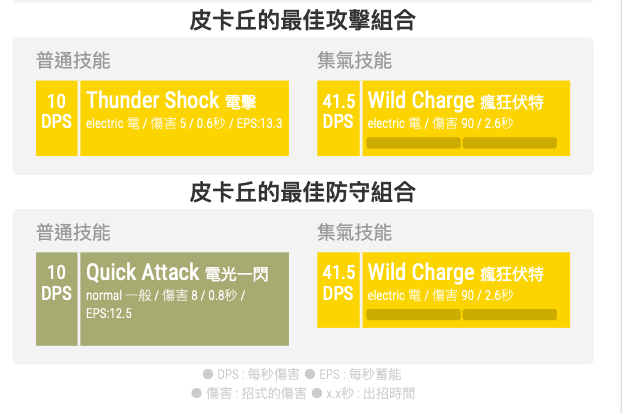 皮卡丘的最佳攻擊組合
普通技能
集氣技能
10
DPS
Thunder Shock 電擊
electric 電 / 傷害 5 / 0.6秒 / EPS:13.3
41.5
DPS
Wild Charge 瘋狂伏特
electric 電 / 傷害 90 / 2.6秒
皮卡丘的最佳防守組合
普通技能
集氣技能
10
DPS
Quick Attack 電光一閃
normal 一般 / 傷害 8 / 0.8秒 /
EPS:12.5
41.5
DPS
Wild Charge 瘋狂伏特
electric 電 / 傷害 90 / 2.6秒
● DPS : 每秒傷害 ● EPS : 每秒蓄能
● 傷害 : 招式的傷害 ● x.x秒 : 出招時間